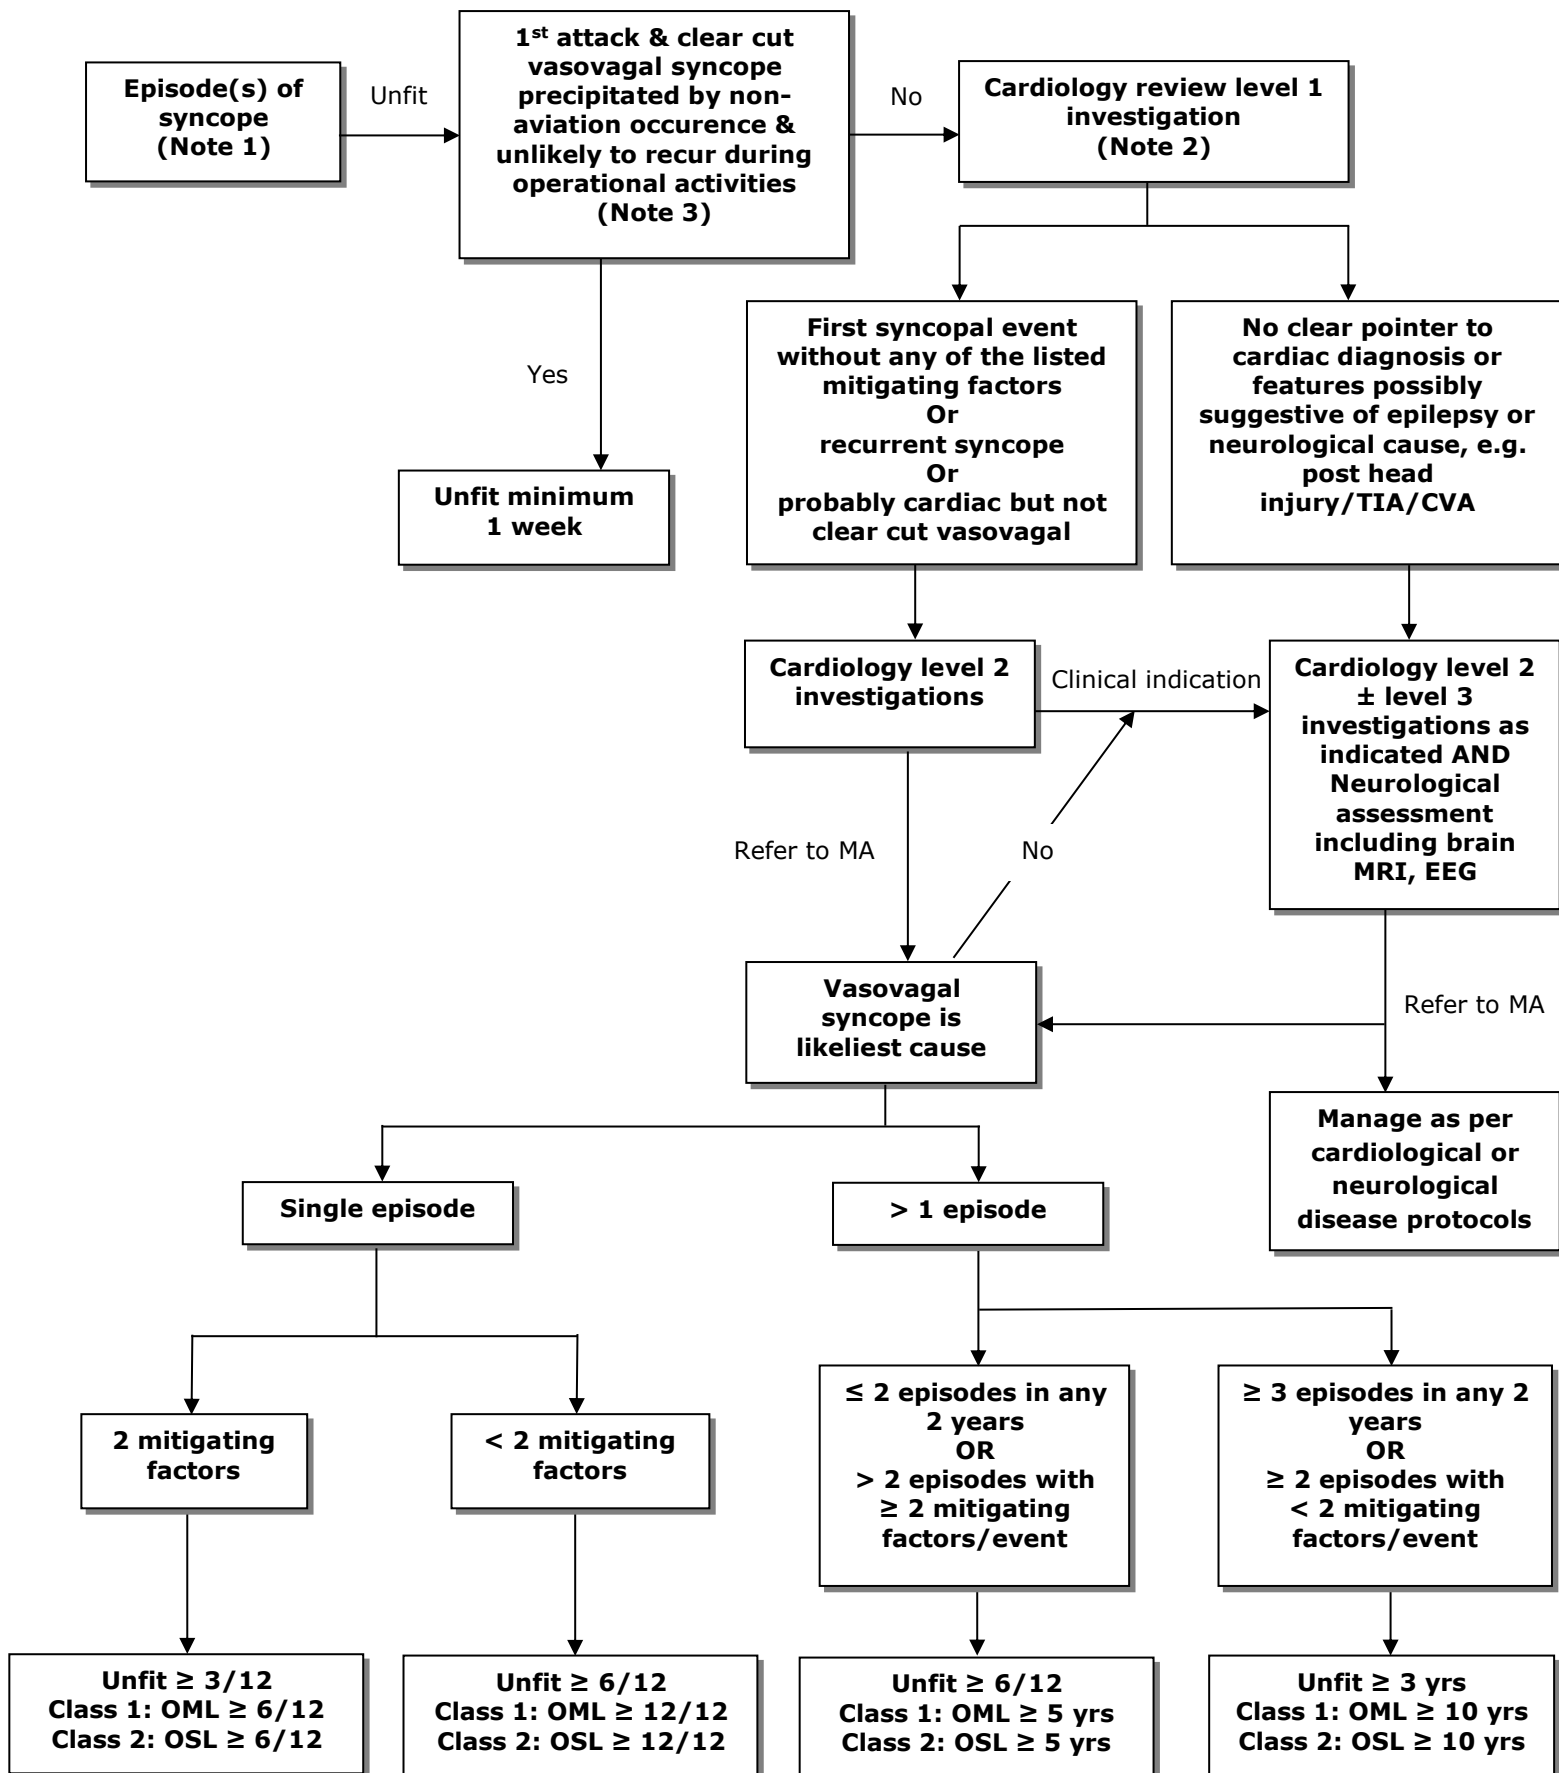 Episode(s) of
syncope
(Note 1)
Unfit
1st attack & clear cut
vasovagal syncope
precipitated by non-
aviation occurence &
unlikely to recur during
operational activities
(Note 3)
No
Cardiology review level 1
investigation
(Note 2)
Yes
Unfit minimum
1 week
First syncopal event
without any of the listed
mitigating factors
Or
recurrent syncope
Or
probably cardiac but not
clear cut vasovagal
No clear pointer to
cardiac diagnosis or
features possibly
suggestive of epilepsy or
neurological cause, e.g.
post head
injury/TIA/CVA
Cardiology level 2
investigations
Clinical indication
Cardiology level 2
± level 3
investigations as
indicated AND
Neurological
assessment
including brain
MRI, EEG
Refer to MA
No
Vasovagal
syncope is
likeliest cause
Refer to MA
Manage as per
cardiological or
neurological
disease protocols
Single episode
> 1 episode
2 mitigating
factors
< 2 mitigating
factors
≤ 2 episodes in any
2 years
OR
> 2 episodes with
≥ 2 mitigating
factors/event
≥ 3 episodes in any 2
years
OR
≥ 2 episodes with
< 2 mitigating
factors/event
Unfit ≥ 3/12
Class 1: OML ≥ 6/12
Class 2: OSL ≥ 6/12
Unfit ≥ 6/12
Class 1: OML ≥ 12/12
Class 2: OSL ≥ 12/12
Unfit ≥ 6/12
Class 1: OML ≥ 5 yrs
Class 2: OSL ≥ 5 yrs
Unfit ≥ 3 yrs
Class 1: OML ≥ 10 yrs
Class 2: OSL ≥ 10 yrs